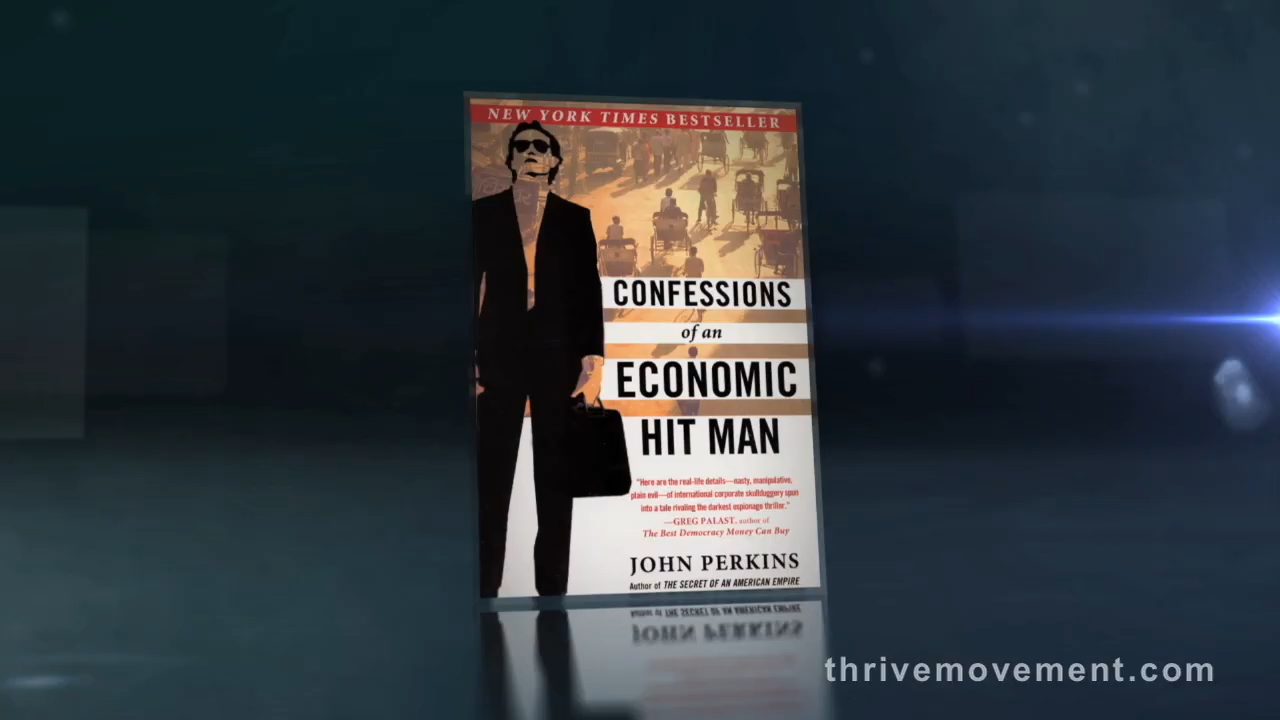 NEW YORK TIMES BESTSELLER
CONFESSIONS
of an
ECONOMIC
HIT MAN
"Here are the real-life details—nasty, manipulative,
plain evil—of international corporate skullduggery spun
into a tale rivaling the darkest espionage thriller."
—GREG PALAST, author of
The Best Democracy Money Can Buy
JOHN PERKINS
Author of THE SECRET OF AN AMERICAN EMPIRE
thrivemovement.com